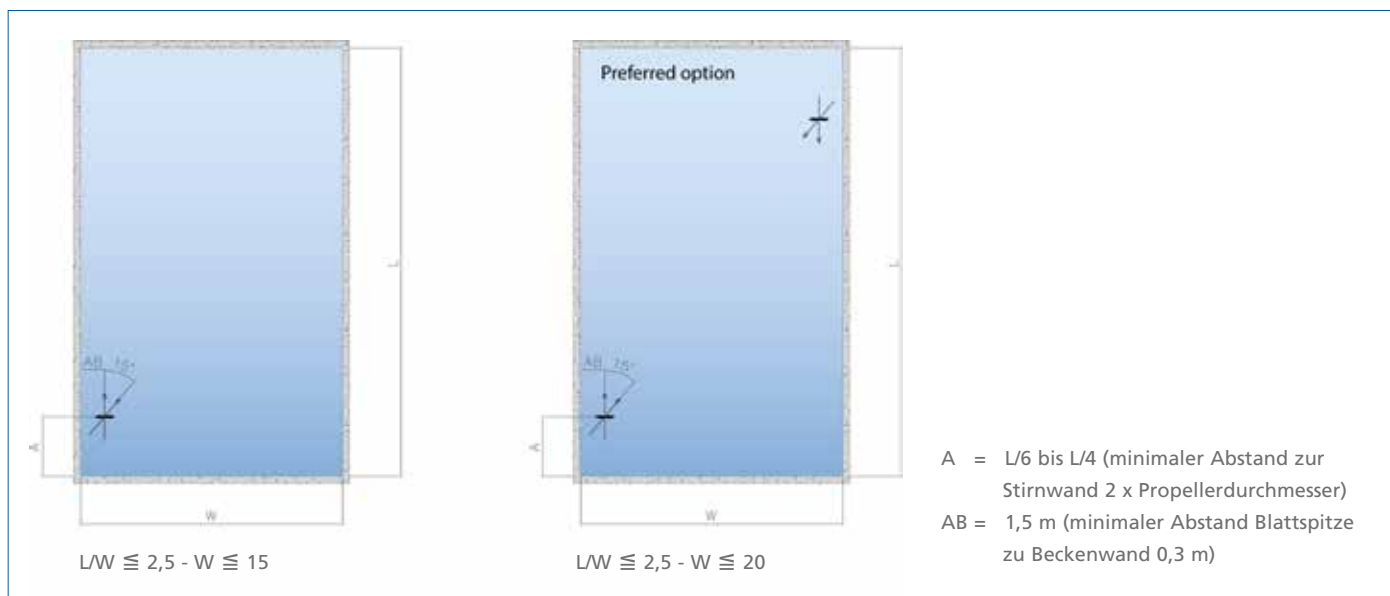 Preferred option
L
L
AB 15°
AB 15°
A
A
W
W
L/W ≦ 2,5 - W ≦ 15
L/W ≦ 2,5 - W ≦ 20
A = L/6 bis L/4 (minimaler Abstand zur
Stirnwand 2 x Propellerdurchmesser)
AB = 1,5 m (minimaler Abstand Blattspitze
zu Beckenwand 0,3 m)